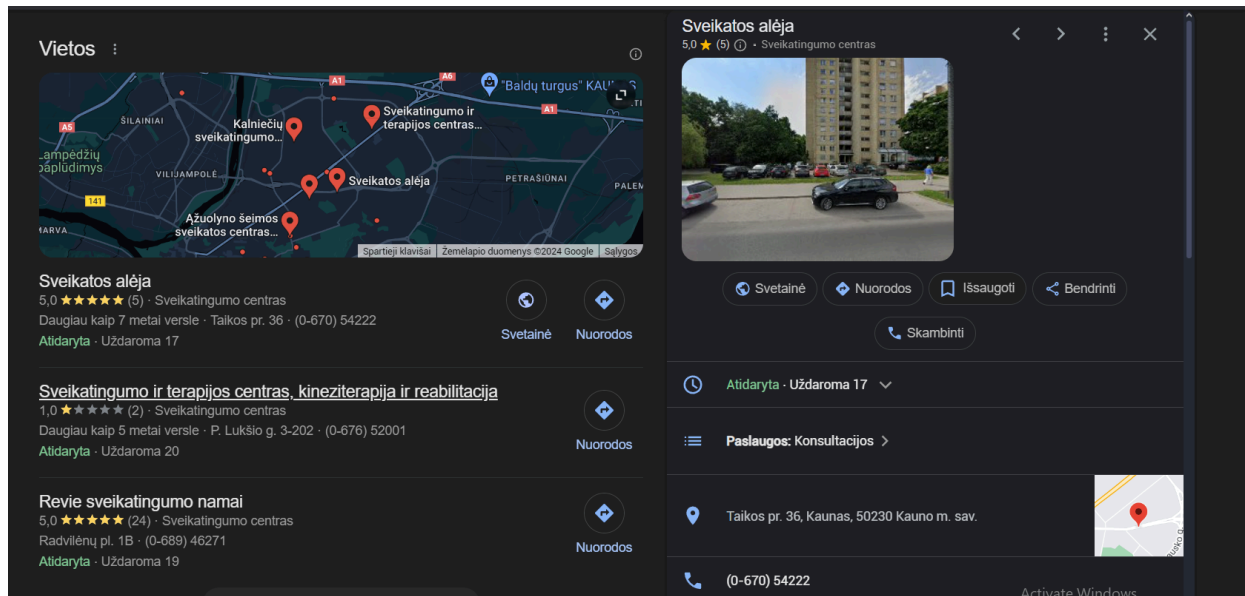 Vietos
"Baldų turgus" KAU
A1
A6
A1
A5
141
ŠILAINIAI
Kalniečių
sveikatingumo...
Sveikatingumo ir
terapijos centras...
VILIJAMPOLĖ
Sveikatos alėja
PETRAŠIŪNAI
PALEM
Ąžuolyno šeimos
sveikatos centras...
Spartieji klavišai
Žemėlapio duomenys ©2024 Google
Sąlygos
Sveikatos alėja
5,0 (5) · Sveikatingumo centras
Daugiau kaip 7 metai versle · Taikos pr. 36 · (0-670) 54222
Atidaryta · Uždaroma 17
Svetainė
Nuorodos
Sveikatingumo ir terapijos centras, kineziterapija ir reabilitacija
1,0 (2) · Sveikatingumo centras
Daugiau kaip 5 metai versle · P. Lukšio g. 3-202 · (0-676) 52001
Atidaryta · Uždaroma 20
Nuorodos
Revie sveikatingumo namai
5,0 (24) · Sveikatingumo centras
Radvilėnų pl. 1B · (0-689) 46271
Atidaryta · Uždaroma 19
Nuorodos
Sveikatos alėja
5,0 (5) · Sveikatingumo centras
Svetainė
Nuorodos
Išsaugoti
Bendrinti
Skambinti
Atidaryta · Uždaroma 17
Paslaugos: Konsultacijos
Taikos pr. 36, Kaunas, 50230 Kauno m. sav.
(0-670) 54222
Activate Windows